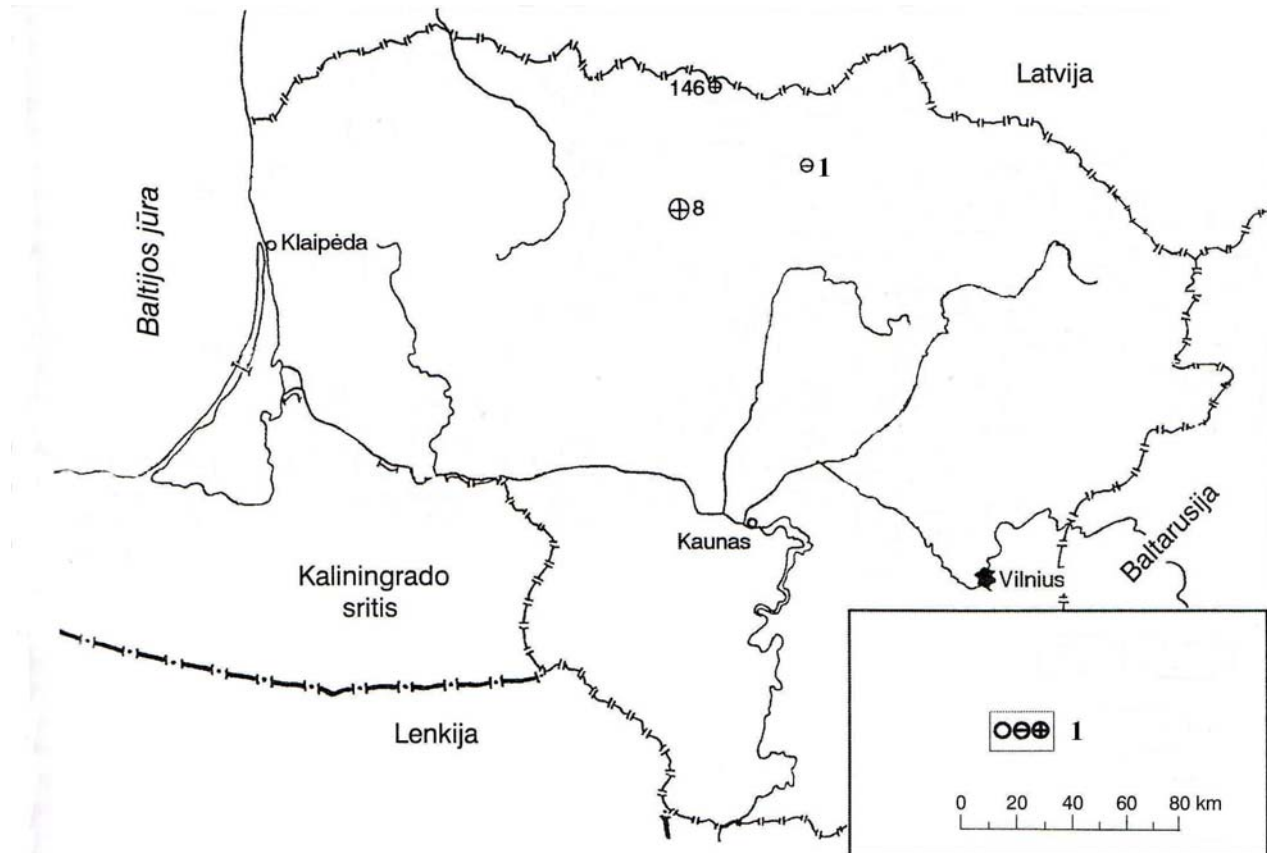 Latvija
146
1
8
Baltijos jūra
Klaipėda
Kaunas
Vilnius
Baltarusija
Kaliningrado
sritis
Lenkija
1
0 20 40 60 80 km